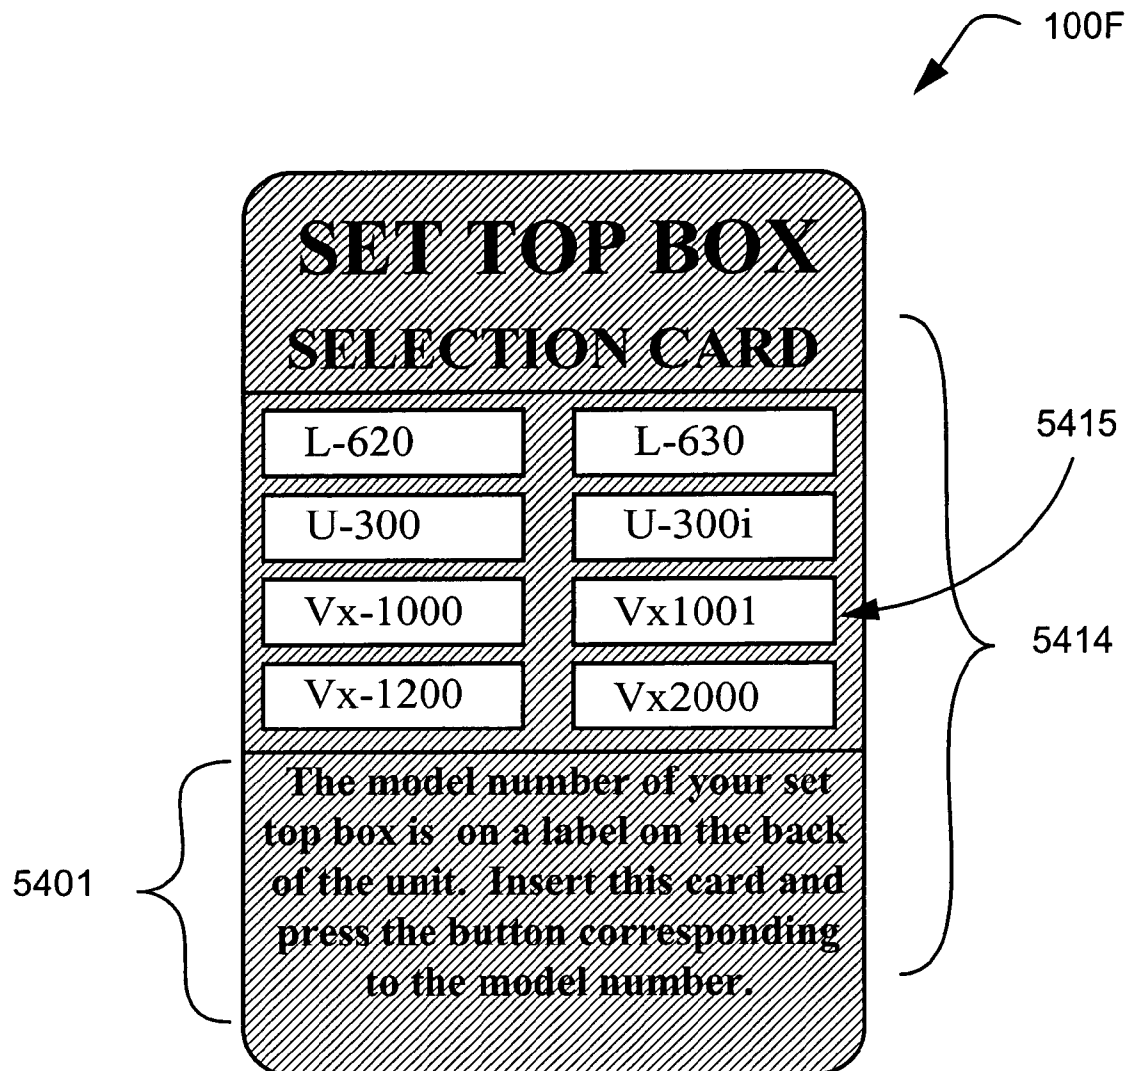 100F
SET TOP BOX
SELECTION CARD
L-620 L-630
5415
U-300 U-300i
Vx-1000 Vx1001
5414
Vx-1200 Vx2000
The model number of your set
top box is on a label on the back
5401
of the unit. Insert this card and
press the button corresponding
to the model number.